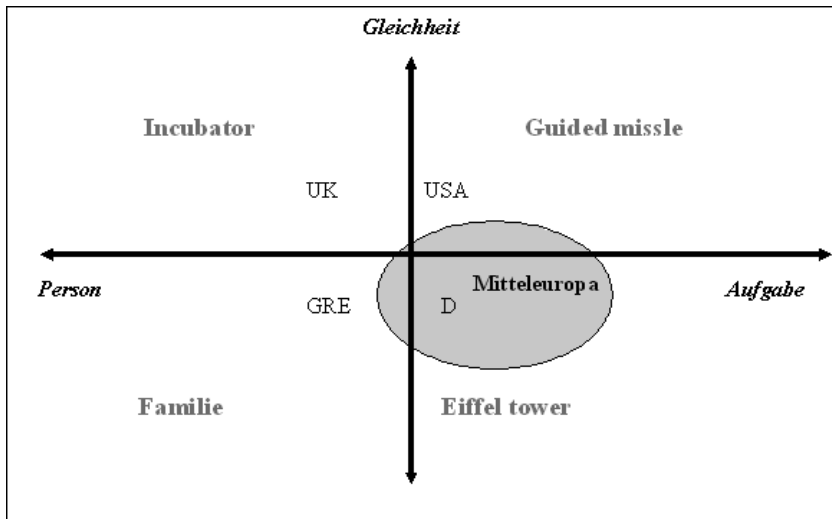 Gleichheit
Incubator
Guided missle
UK
USA
Person
Mitteleuropa
Aufgabe
GRE
D
Familie
Eiffel tower